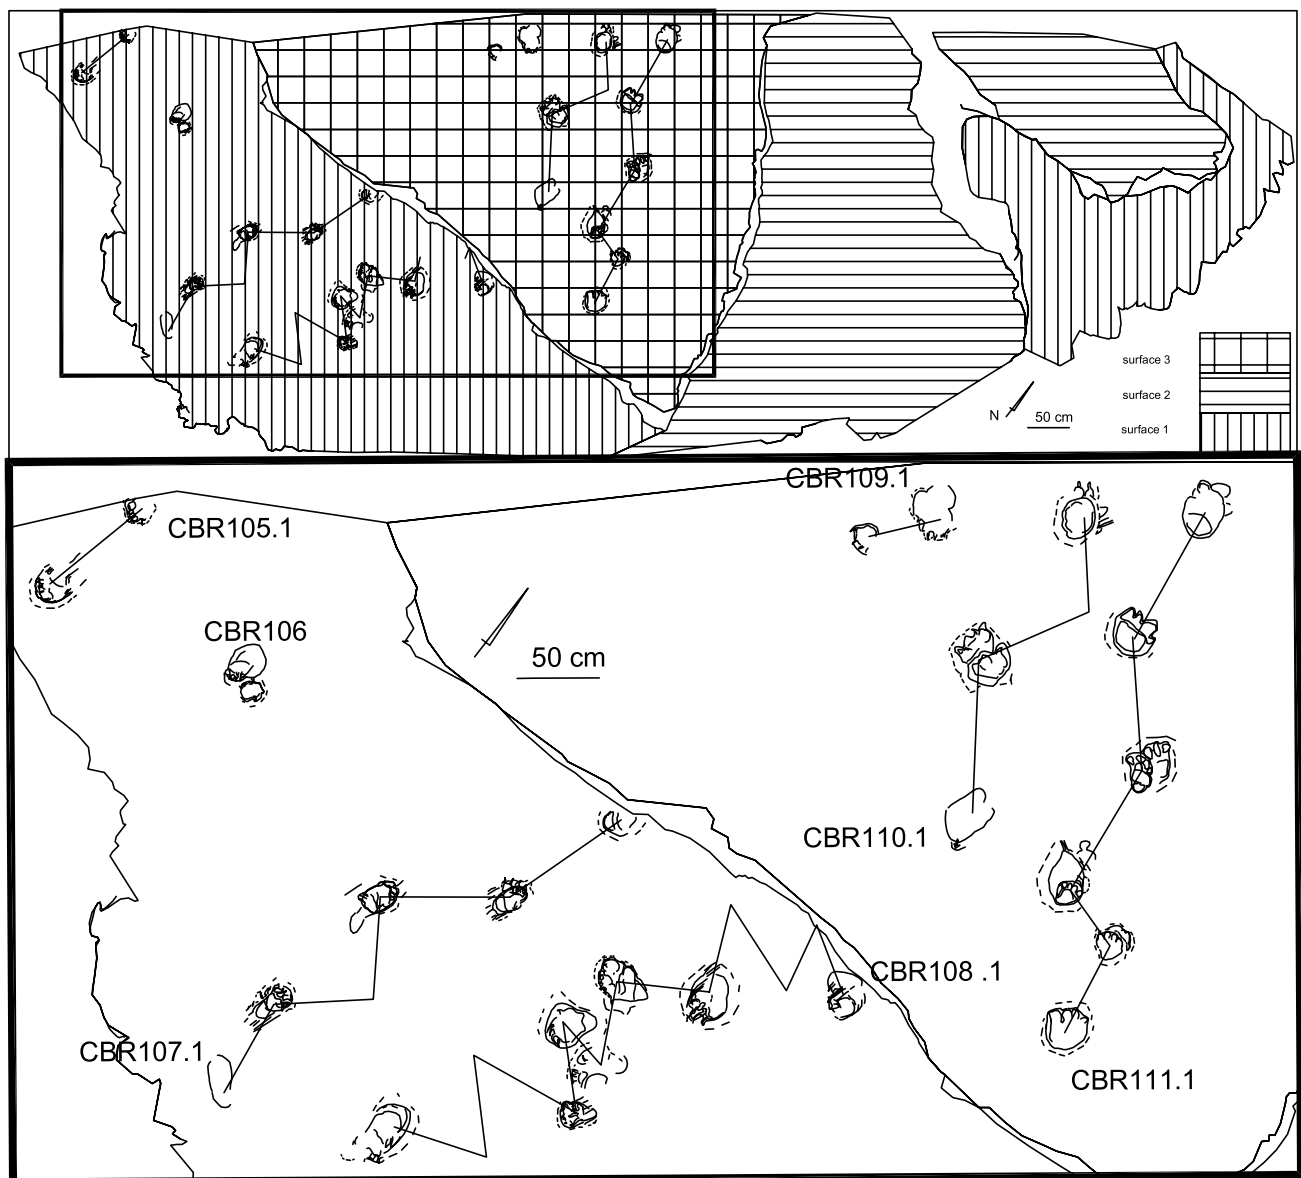 surface 3
surface 2
N
50 cm
surface 1
CBR109.1
CBR105.1
CBR106
50 cm
CBR110.1
CBR108 .1
CBR107.1
CBR111.1